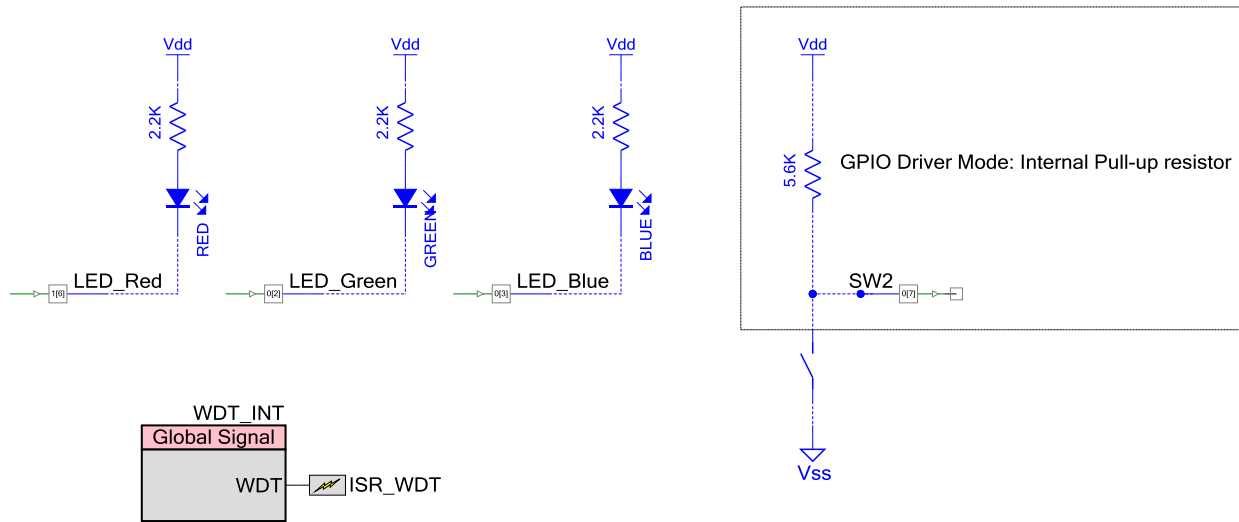 Vdd
2.2K
RED
LED_Red
1[6]
Vdd
2.2K
GREEN
LED_Green
0[2]
Vdd
2.2K
BLUE
LED_Blue
0[3]
Vdd
5.6K
GPIO Driver Mode: Internal Pull-up resistor
SW2
0[7]
Vss
WDT_INT
Global Signal
WDT
ISR_WDT